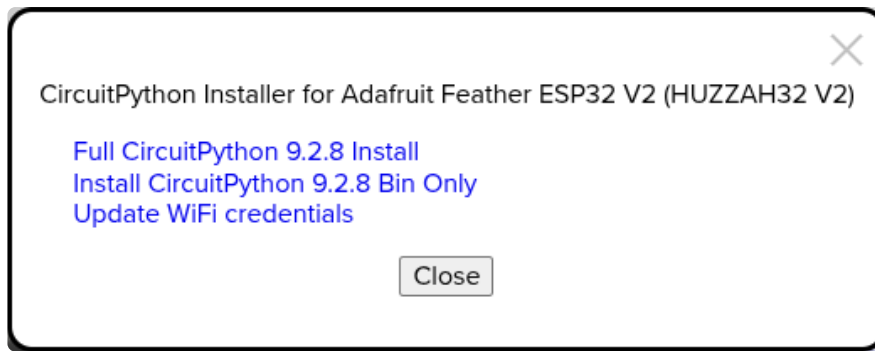 CircuitPython Installer for Adafruit Feather ESP32 V2 (HUZZAH32 V2)
Full CircuitPython 9.2.8 Install
Install CircuitPython 9.2.8 Bin Only
Update WiFi credentials
Close